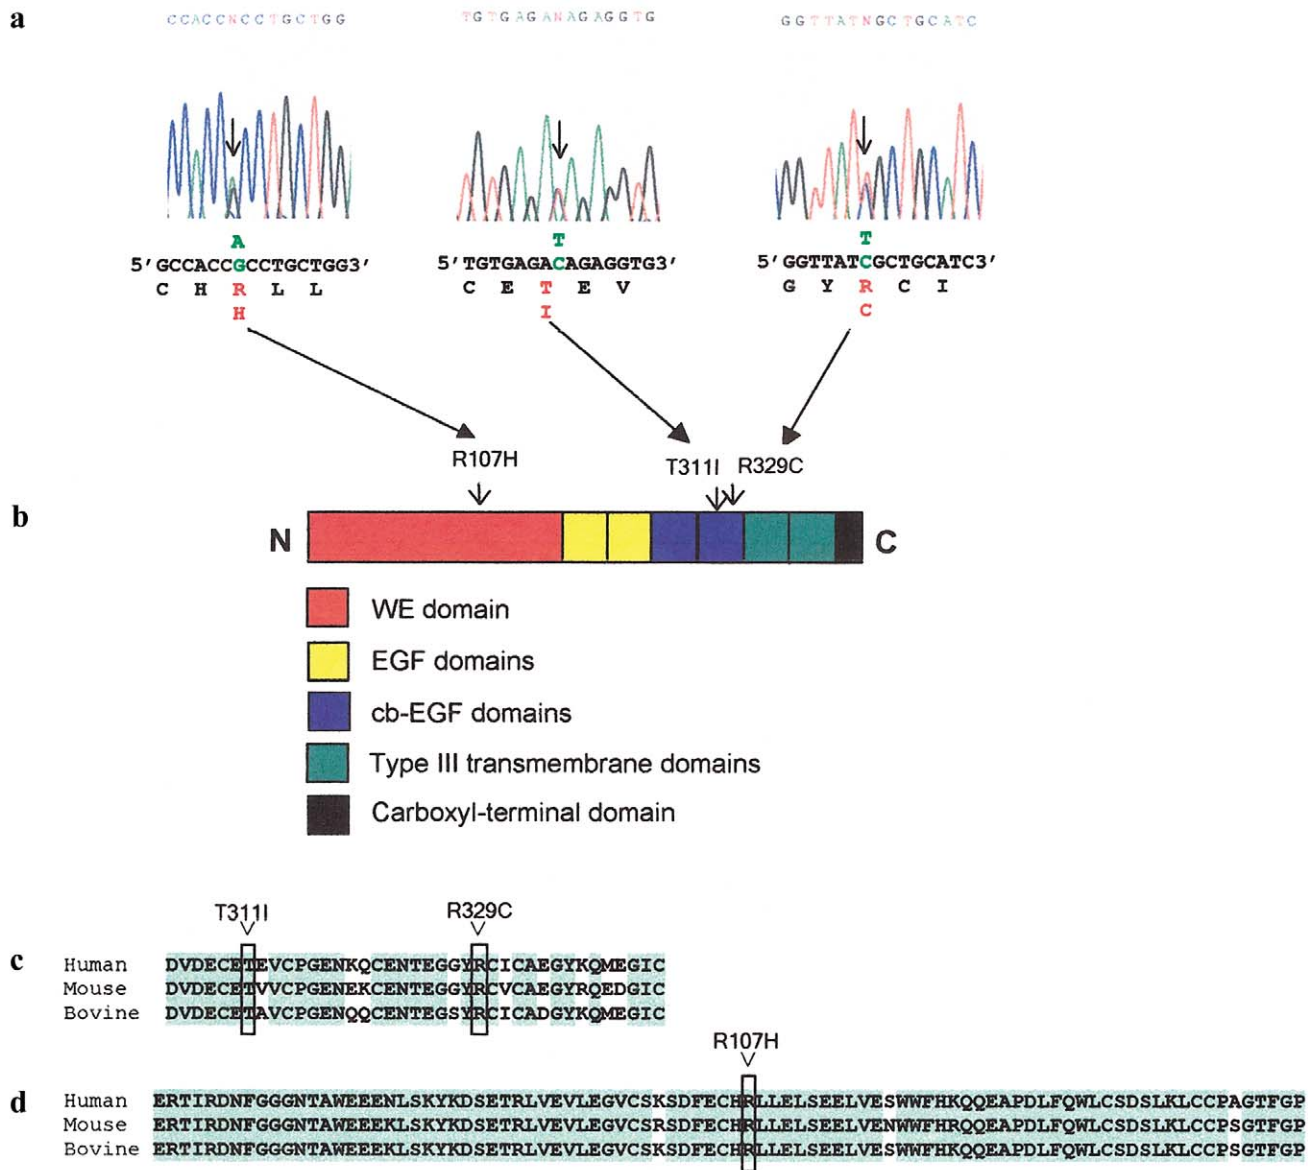 a
CCACCNCCTGCTGG TGTGAGANAGAGGTG GGTTATNGCTGCATC
A T T
5'GCCACCGCCTGCTGG3' 5'TGTGAGACAGAGGTG3' 5'GGTTATCGCTGCATC3'
C H R L L C E T E V G Y R C I
H I C
R107H T311I R329C
b
N C
WE domain
EGF domains
cb-EGF domains
Type III transmembrane domains
Carboxyl-terminal domain
T311I R329C
c
Human DVDECETEVCPGENKQCENTEGGYRCICAEGYKQMEGIC
Mouse DVDECETVVCPGENEKCENTEGGYRCVCAEGYRQEDGIC
Bovine DVDECETAVCPGENQQCENTEGSYRCICADGYKQMEGIC
R107H
d
Human ERTIRDNFGGGNTAWEEENLSKYKDSETRLVEVLEGVCSKSDFECHRLLELSEELVESWWFHKQQEAPDLFQWLCSDSLKLCCPAGTFGP
Mouse ERTIRDNFGGGNTAWEEEKLSKYKDSETRLVEVLEGVCSRSDFECHRLLELSEELVENWWFHRQQEAPDLFQWLCSDSLKLCCPSGTFGP
Bovine ERTIRDNFGGGNTAWEEEKLSKYKDSETRLVEVLEGVCSKSDFECHRLLELSEELVESWWFHKQQEAPDLFQWLCSDSLKLCCPSGTFGP